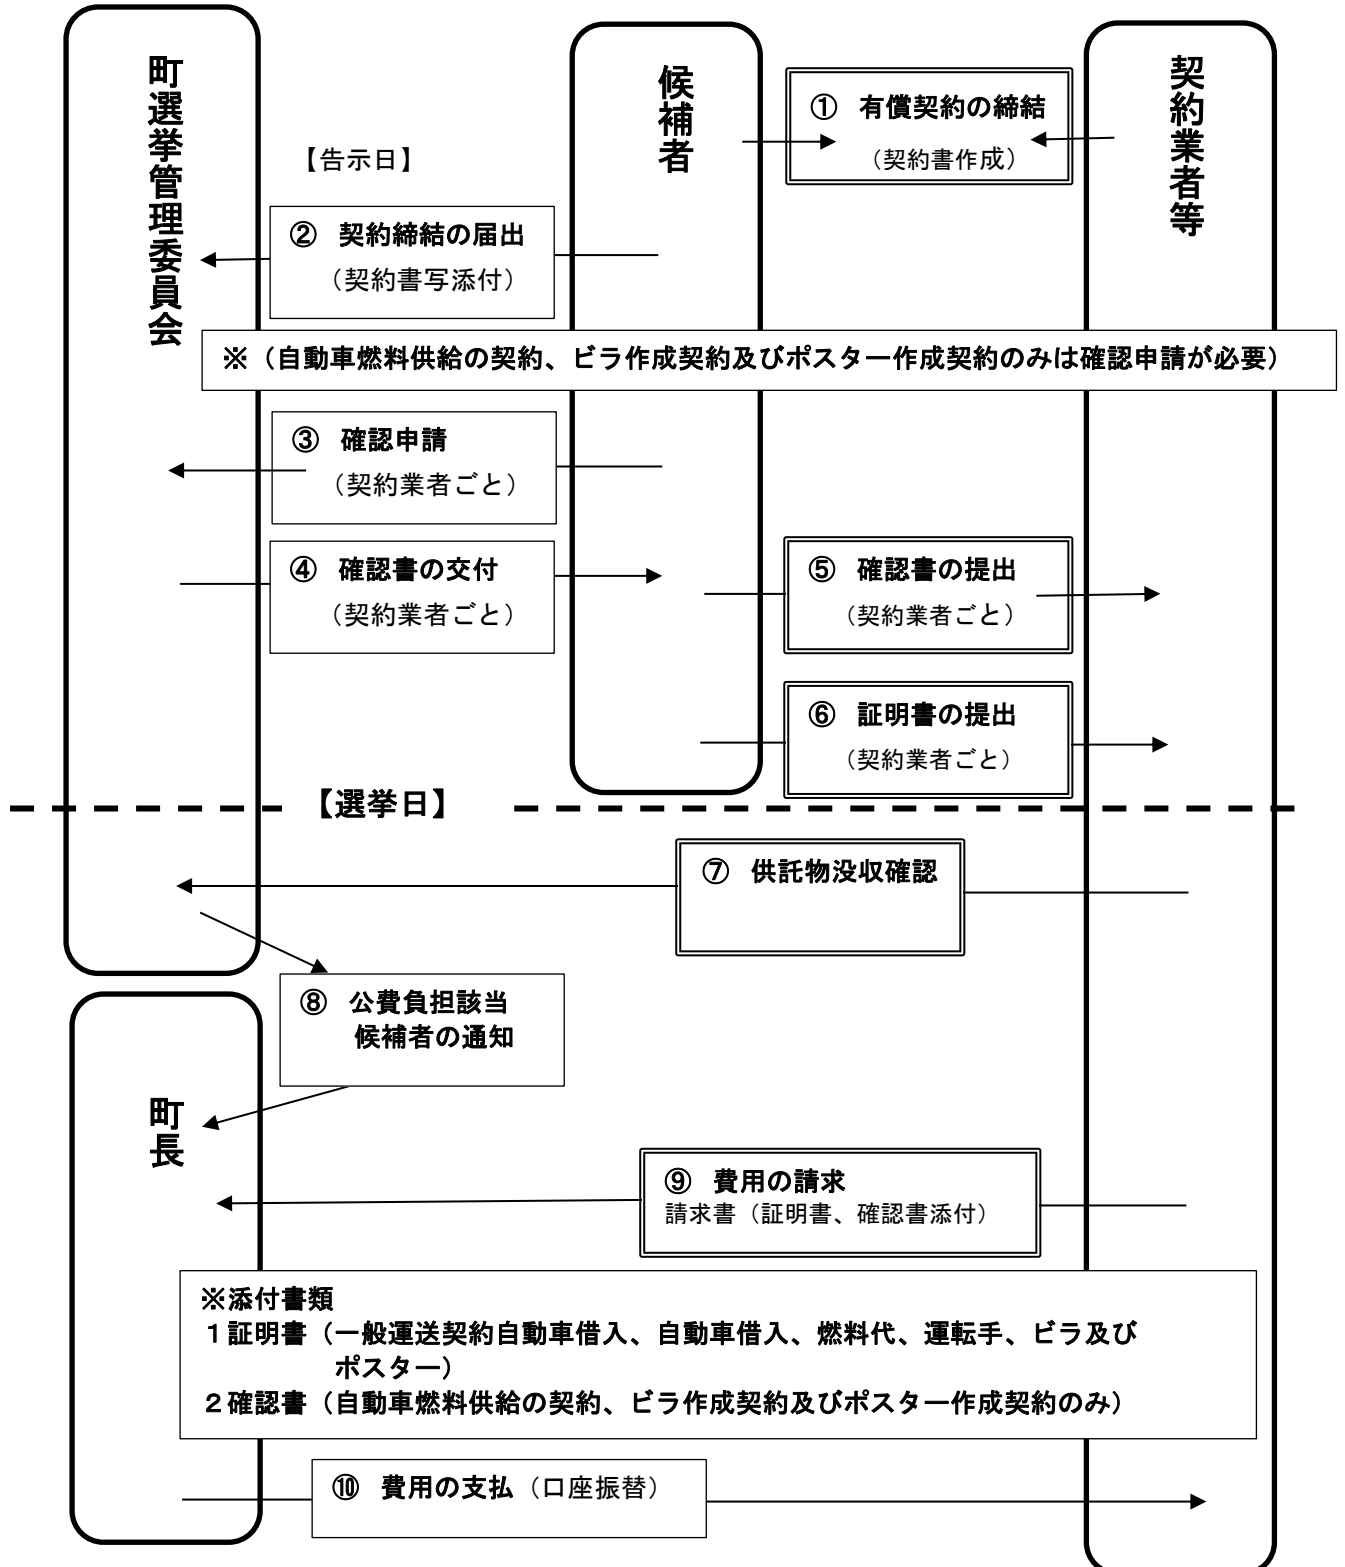 町選挙管理委員会
候補者
契約業者等
① 有償契約の締結
（契約書作成）
【告示日】
② 契約締結の届出
（契約書写添付）
※（自動車燃料供給の契約、ビラ作成契約及びポスター作成契約のみは確認申請が必要）
③ 確認申請
（契約業者ごと）
④ 確認書の交付
（契約業者ごと）
⑤ 確認書の提出
（契約業者ごと）
⑥ 証明書の提出
（契約業者ごと）
【選挙日】
⑦ 供託物没収確認
⑧ 公費負担該当
候補者の通知
町長
⑨ 費用の請求
請求書（証明書、確認書添付）
※添付書類
１証明書（一般運送契約自動車借入、自動車借入、燃料代、運転手、ビラ及び
ポスター）
２確認書（自動車燃料供給の契約、ビラ作成契約及びポスター作成契約のみ）
⑩ 費用の支払（口座振替）